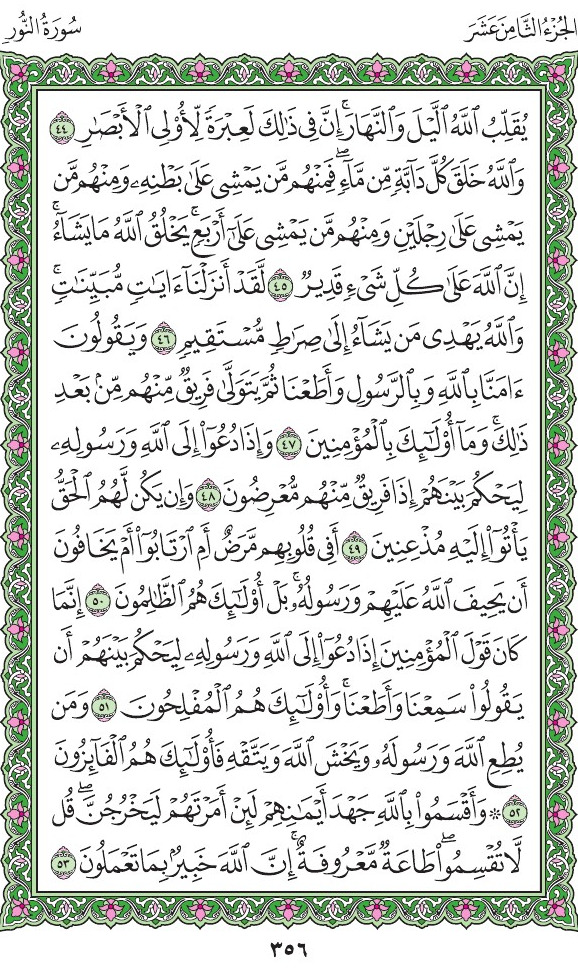 الجُزْءُ الثَّامِنَ عَشَرَ
سُورَةُ النُّورِ
يُقَلِّبُ ٱللَّهُ ٱلَّيْلَ وَٱلنَّهَارَۚ إِنَّ فِى ذَٰلِكَ لَعِبْرَةً لِّأُو۟لِى ٱلْأَبْصَٰرِ ٤٤
وَٱللَّهُ خَلَقَ كُلَّ دَآبَّةٍ مِّن مَّآءٍۖ فَمِنْهُم مَّن يَمْشِى عَلَىٰ بَطْنِهِۦ وَمِنْهُم مَّن
يَمْشِى عَلَىٰ رِجْلَيْنِ وَمِنْهُم مَّن يَمْشِى عَلَىٰٓ أَرْبَعٍۚ يَخْلُقُ ٱللَّهُ مَا يَشَآءُۚ
إِنَّ ٱللَّهَ عَلَىٰ كُلِّ شَىْءٍ قَدِيرٌ ٤٥ لَّقَدْ أَنزَلْنَآ ءَايَٰتٍ مُّبَيِّنَٰتٍۚ
وَٱللَّهُ يَهْدِى مَن يَشَآءُ إِلَىٰ صِرَٰطٍ مُّسْتَقِيمٍ ٤٦ وَيَقُولُونَ
ءَامَنَّا بِٱللَّهِ وَبِٱلرَّسُولِ وَأَطَعْنَا ثُمَّ يَتَوَلَّىٰ فَرِيقٌ مِّنْهُم مِّنۢ بَعْدِ
ذَٰلِكَۚ وَمَآ أُو۟لَٰٓئِكَ بِٱلْمُؤْمِنِينَ ٤٧ وَإِذَا دُعُوٓا۟ إِلَى ٱللَّهِ وَرَسُولِهِۦ
لِيَحْكُمَ بَيْنَهُمْ إِذَا فَرِيقٌ مِّنْهُم مُّعْرِضُونَ ٤٨ وَإِن يَكُن لَّهُمُ ٱلْحَقُّ
يَأْتُوٓا۟ إِلَيْهِ مُذْعِنِينَ ٤٩ أَفِى قُلُوبِهِم مَّرَضٌ أَمِ ٱرْتَابُوٓا۟ أَمْ يَخَافُونَ
أَن يَحِيفَ ٱللَّهُ عَلَيْهِمْ وَرَسُولُهُۥۚ بَلْ أُو۟لَٰٓئِكَ هُمُ ٱلظَّٰلِمُونَ ٥٠ إِنَّمَا
كَانَ قَوْلَ ٱلْمُؤْمِنِينَ إِذَا دُعُوٓا۟ إِلَى ٱللَّهِ وَرَسُولِهِۦ لِيَحْكُمَ بَيْنَهُمْ أَن
يَقُولُوا۟ سَمِعْنَا وَأَطَعْنَاۚ وَأُو۟لَٰٓئِكَ هُمُ ٱلْمُفْلِحُونَ ٥١ وَمَن
يُطِعِ ٱللَّهَ وَرَسُولَهُۥ وَيَخْشَ ٱللَّهَ وَيَتَّقْهِ فَأُو۟لَٰٓئِكَ هُمُ ٱلْفَآئِزُونَ
٥٢ ۞ وَأَقْسَمُوا۟ بِٱللَّهِ جَهْدَ أَيْمَٰنِهِمْ لَئِنْ أَمَرْتَهُمْ لَيَخْرُجُنَّۖ قُل
لَّا تُقْسِمُوا۟ۖ طَاعَةٌ مَّعْرُوفَةٌۚ إِنَّ ٱللَّهَ خَبِيرٌۢ بِمَا تَعْمَلُونَ ٥٣
٣٥٦